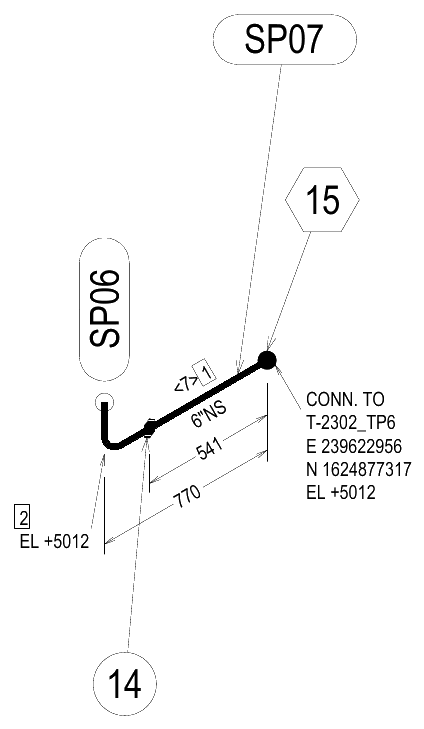 SP07
15
SP06
<7> 1
6"NS
541
770
CONN. TO
T-2302_TP6
E 239622956
N 1624877317
EL +5012
2
EL +5012
14